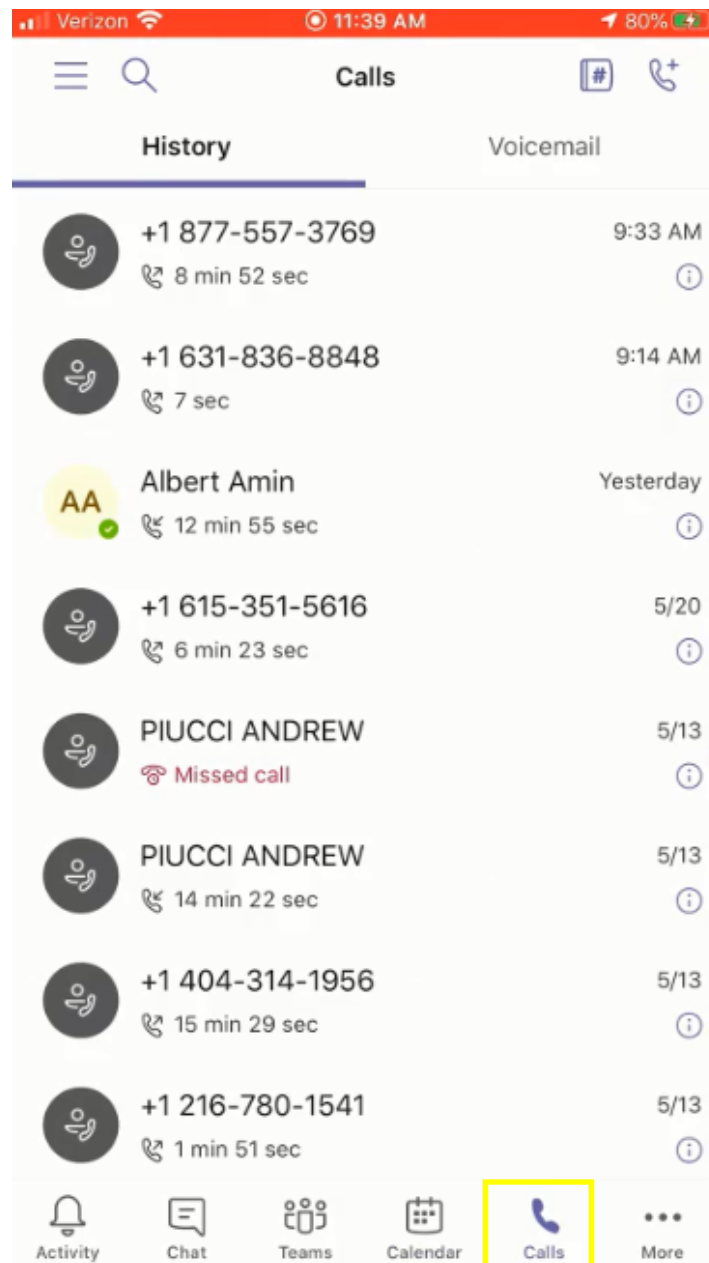 Verizon 11:39 AM 80%
Calls #
History Voicemail
+1 877-557-3769 9:33 AM
8 min 52 sec
+1 631-836-8848 9:14 AM
7 sec
AA Albert Amin Yesterday
12 min 55 sec
+1 615-351-5616 5/20
6 min 23 sec
PIUCCI ANDREW 5/13
Missed call
PIUCCI ANDREW 5/13
14 min 22 sec
+1 404-314-1956 5/13
15 min 29 sec
+1 216-780-1541 5/13
1 min 51 sec
Activity Chat Teams Calendar Calls More